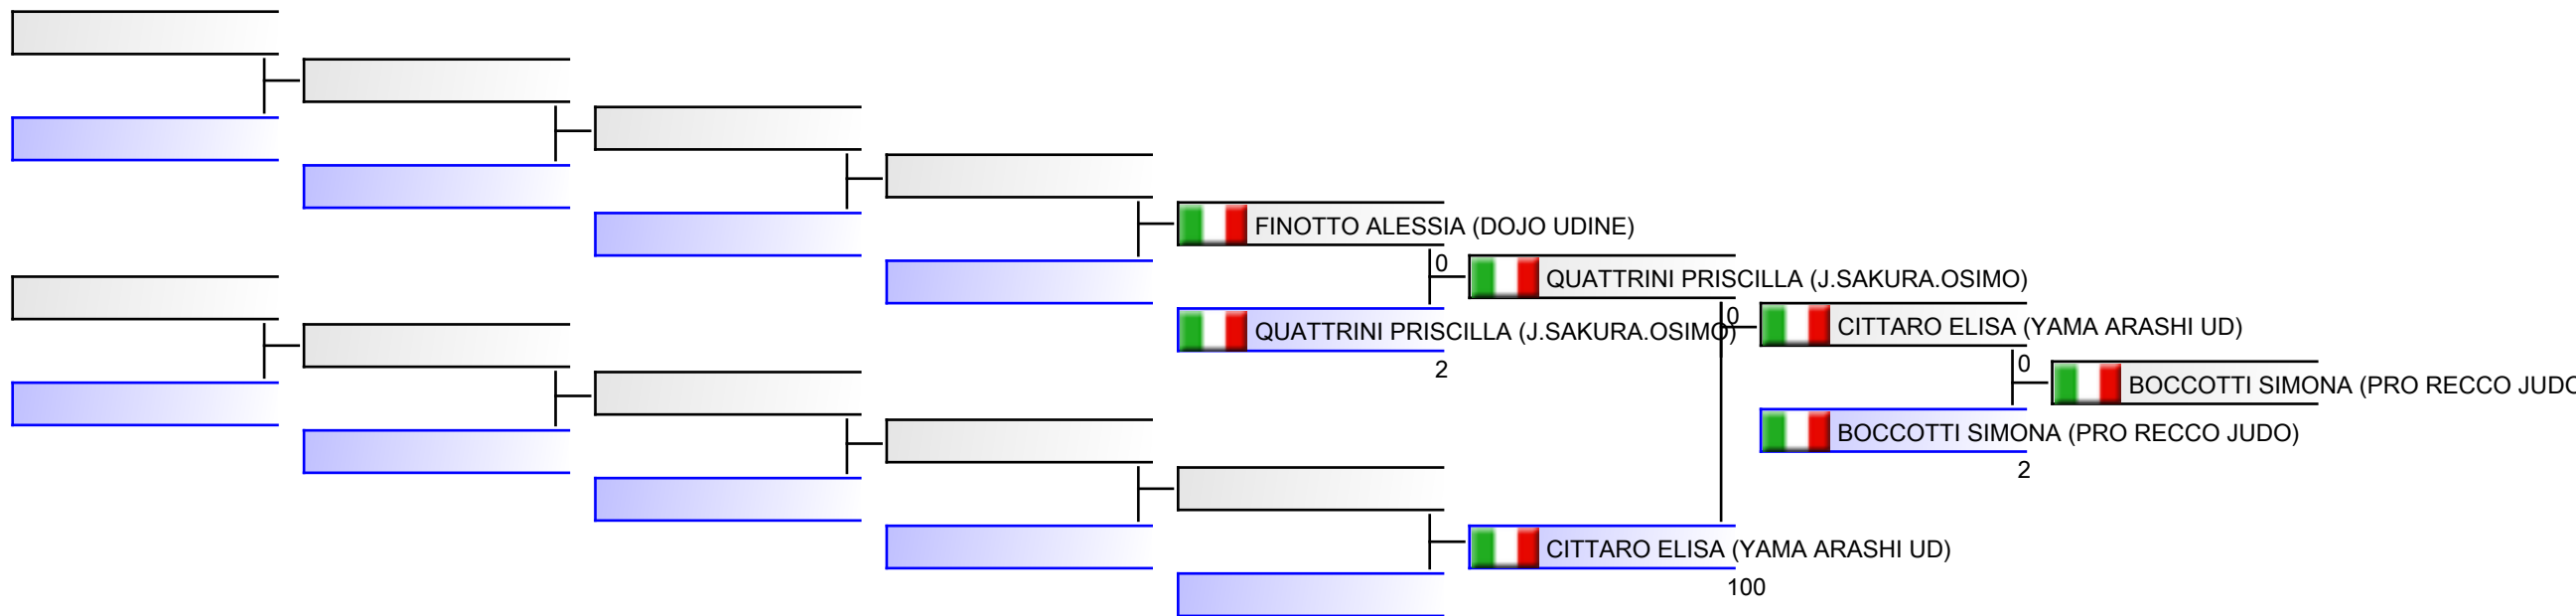 FINOTTO ALESSIA (DOJO UDINE)
0
QUATTRINI PRISCILLA (J.SAKURA.OSIMO)
QUATTRINI PRISCILLA (J.SAKURA.OSIMO)
2
0
CITTARO ELISA (YAMA ARASHI UD)
0
BOCCOTTI SIMONA (PRO RECCO JUDO
BOCCOTTI SIMONA (PRO RECCO JUDO)
2
CITTARO ELISA (YAMA ARASHI UD)
100